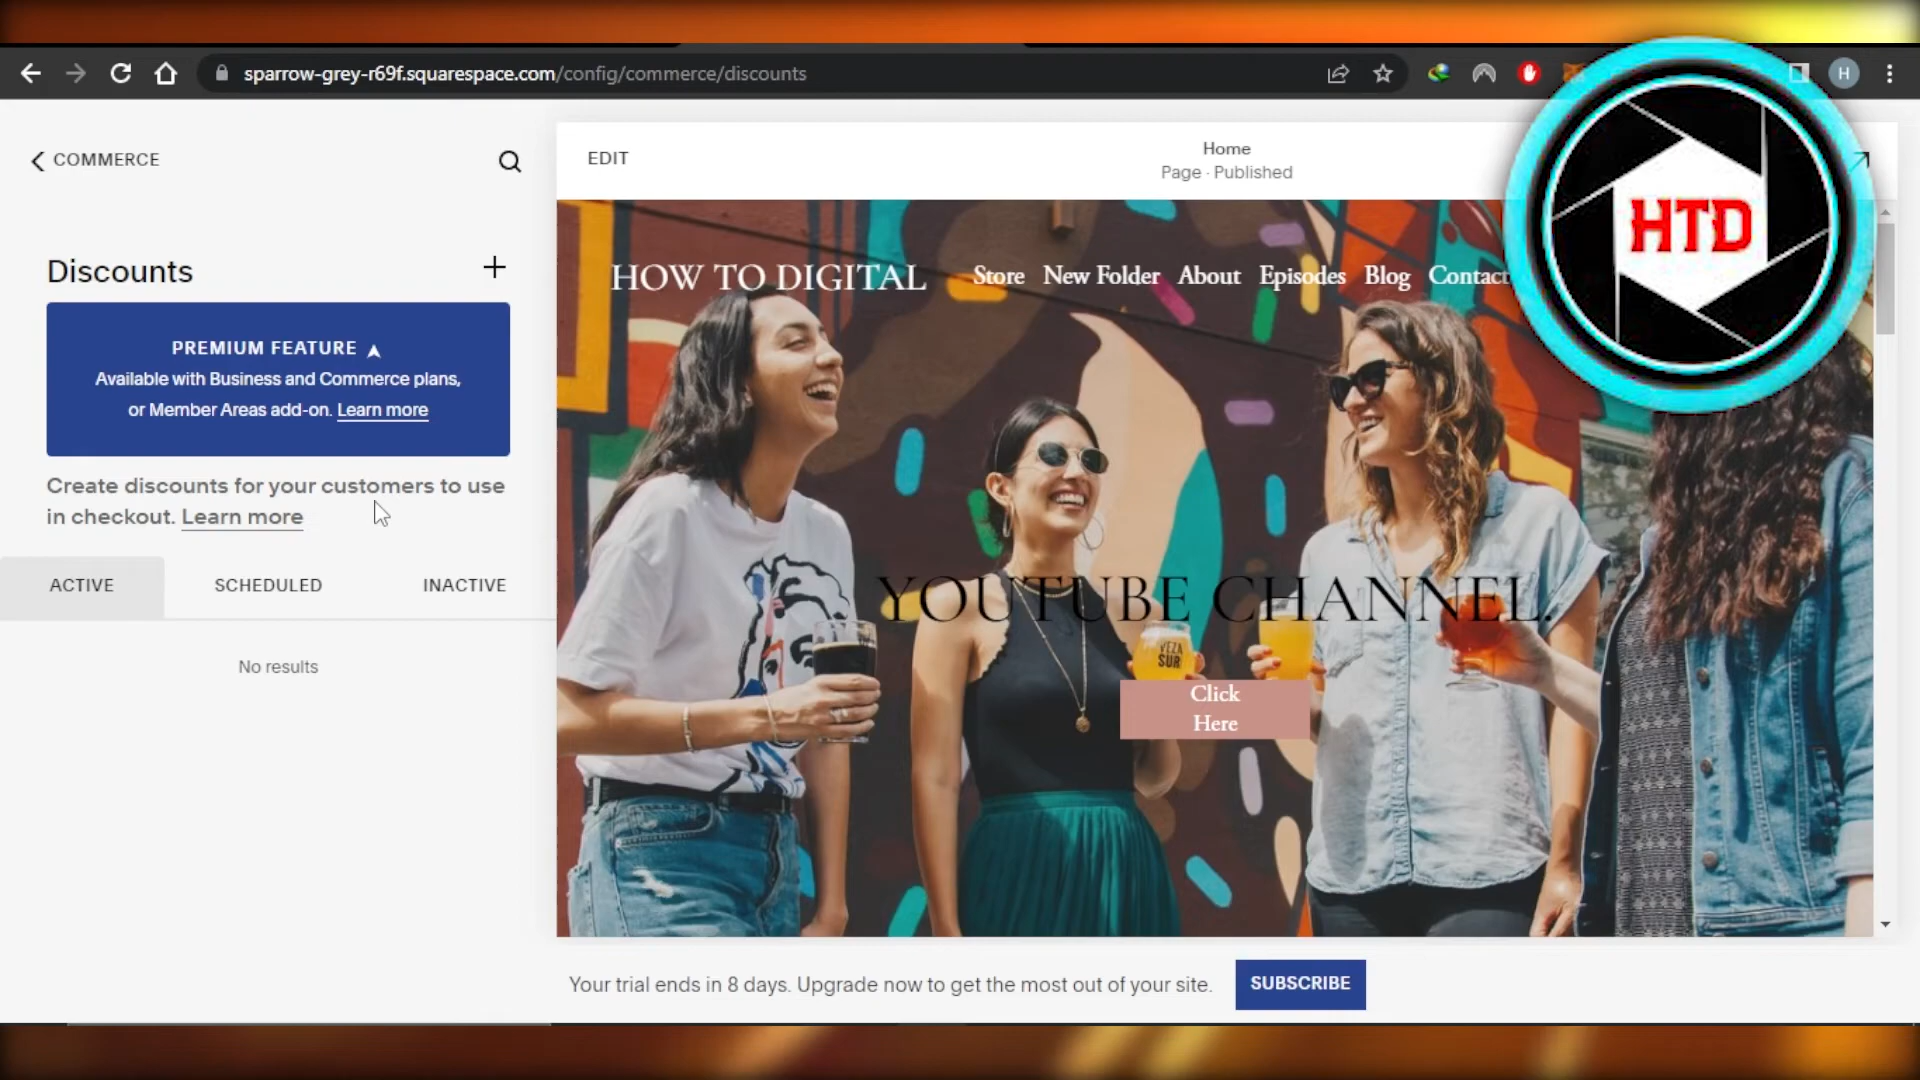 sparrow-grey-r69f.squarespace.com/config/commerce/discounts
H
COMMERCE
EDIT
Home
Page · Published
HTD
Discounts
PREMIUM FEATURE
Available with Business and Commerce plans,
or Member Areas add-on. Learn more
Create discounts for your customers to use
in checkout. Learn more
ACTIVE
SCHEDULED
INACTIVE
No results
HOW TO DIGITAL
Store New Folder About Episodes Blog Contact
YOUTUBE CHANNEL.
VEZA
SUR
Click
Here
Your trial ends in 8 days. Upgrade now to get the most out of your site.
SUBSCRIBE